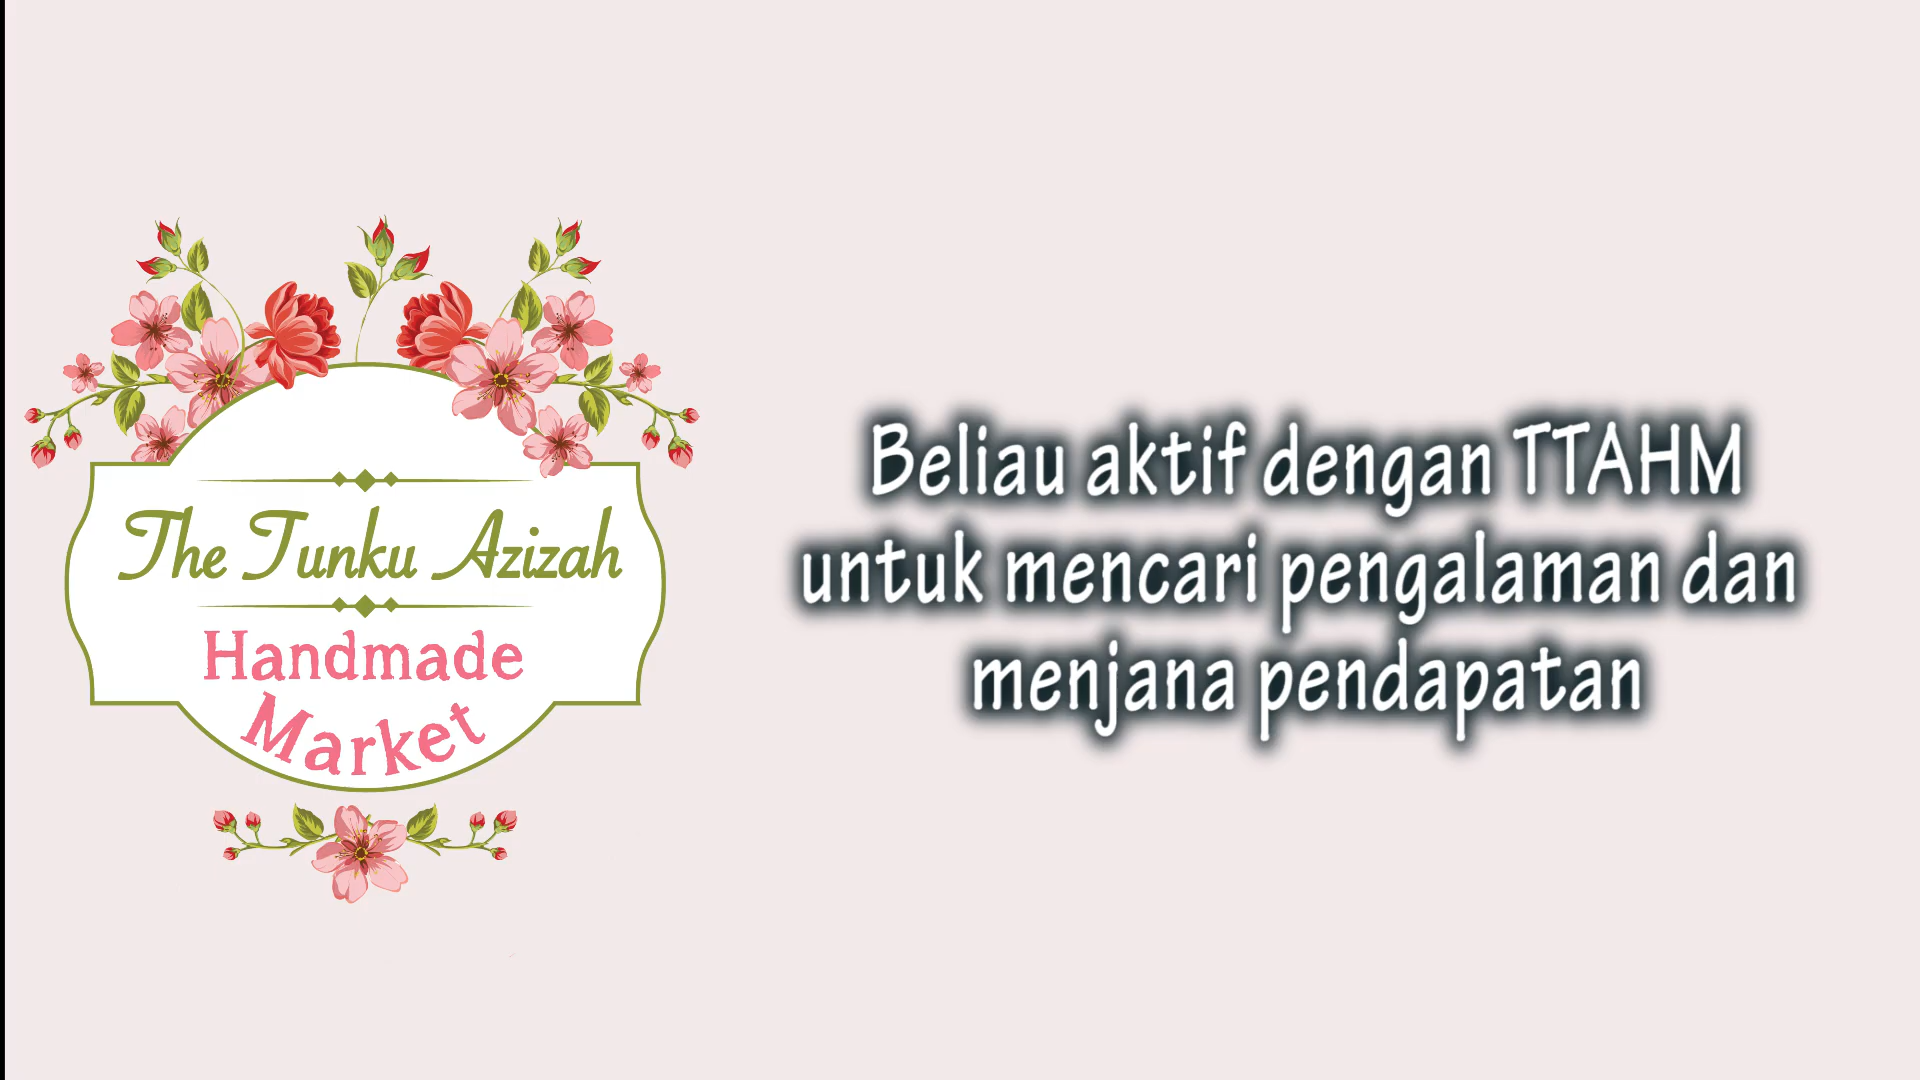 The Tunku Azizah
Handmade
Market
Beliau aktif dengan TTAHM
untuk mencari pengalaman dan
menjana pendapatan